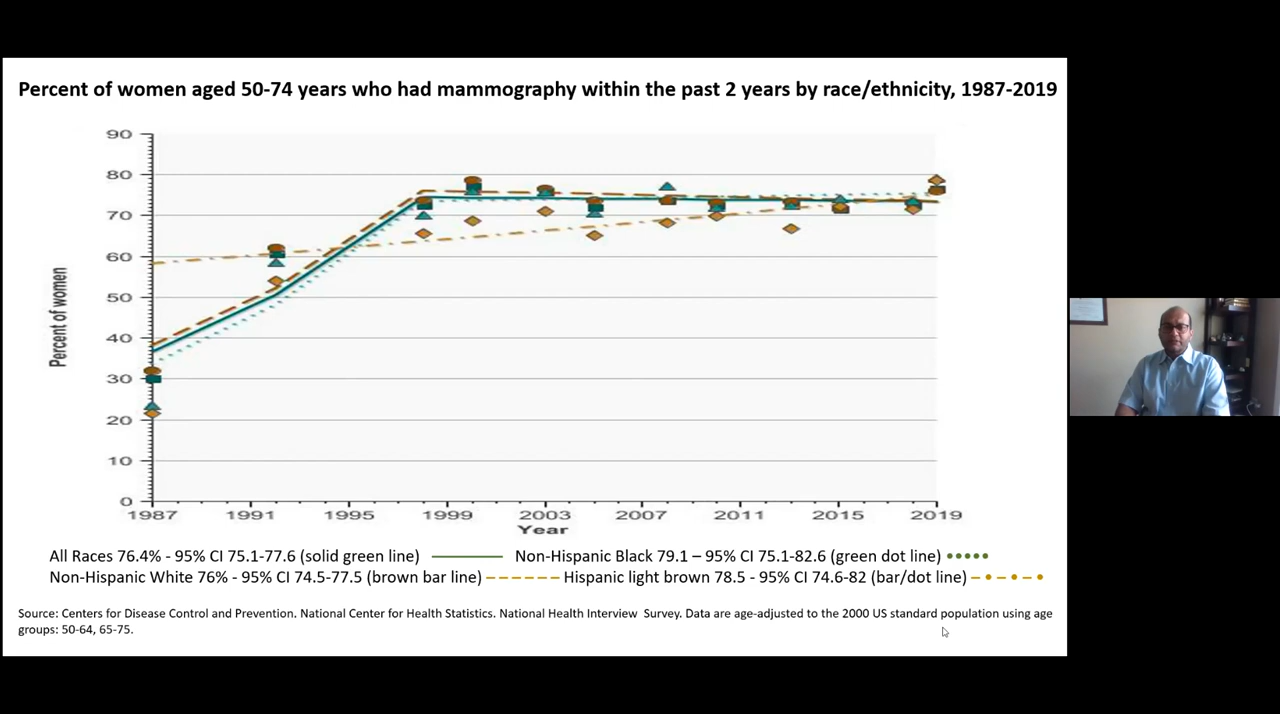 Percent of women aged 50-74 years who had mammography within the past 2 years by race/ethnicity, 1987-2019
90
80
70
60
50
40
30
20
10
0
Percent of women
1987 1991 1995 1999 2003 2007 2011 2015 2019
Year
All Races 76.4% - 95% CI 75.1-77.6 (solid green line) Non-Hispanic Black 79.1 – 95% CI 75.1-82.6 (green dot line)
Non-Hispanic White 76% - 95% CI 74.5-77.5 (brown bar line) Hispanic light brown 78.5 - 95% CI 74.6-82 (bar/dot line)
Source: Centers for Disease Control and Prevention. National Center for Health Statistics. National Health Interview Survey. Data are age-adjusted to the 2000 US standard population using age
groups: 50-64, 65-75.